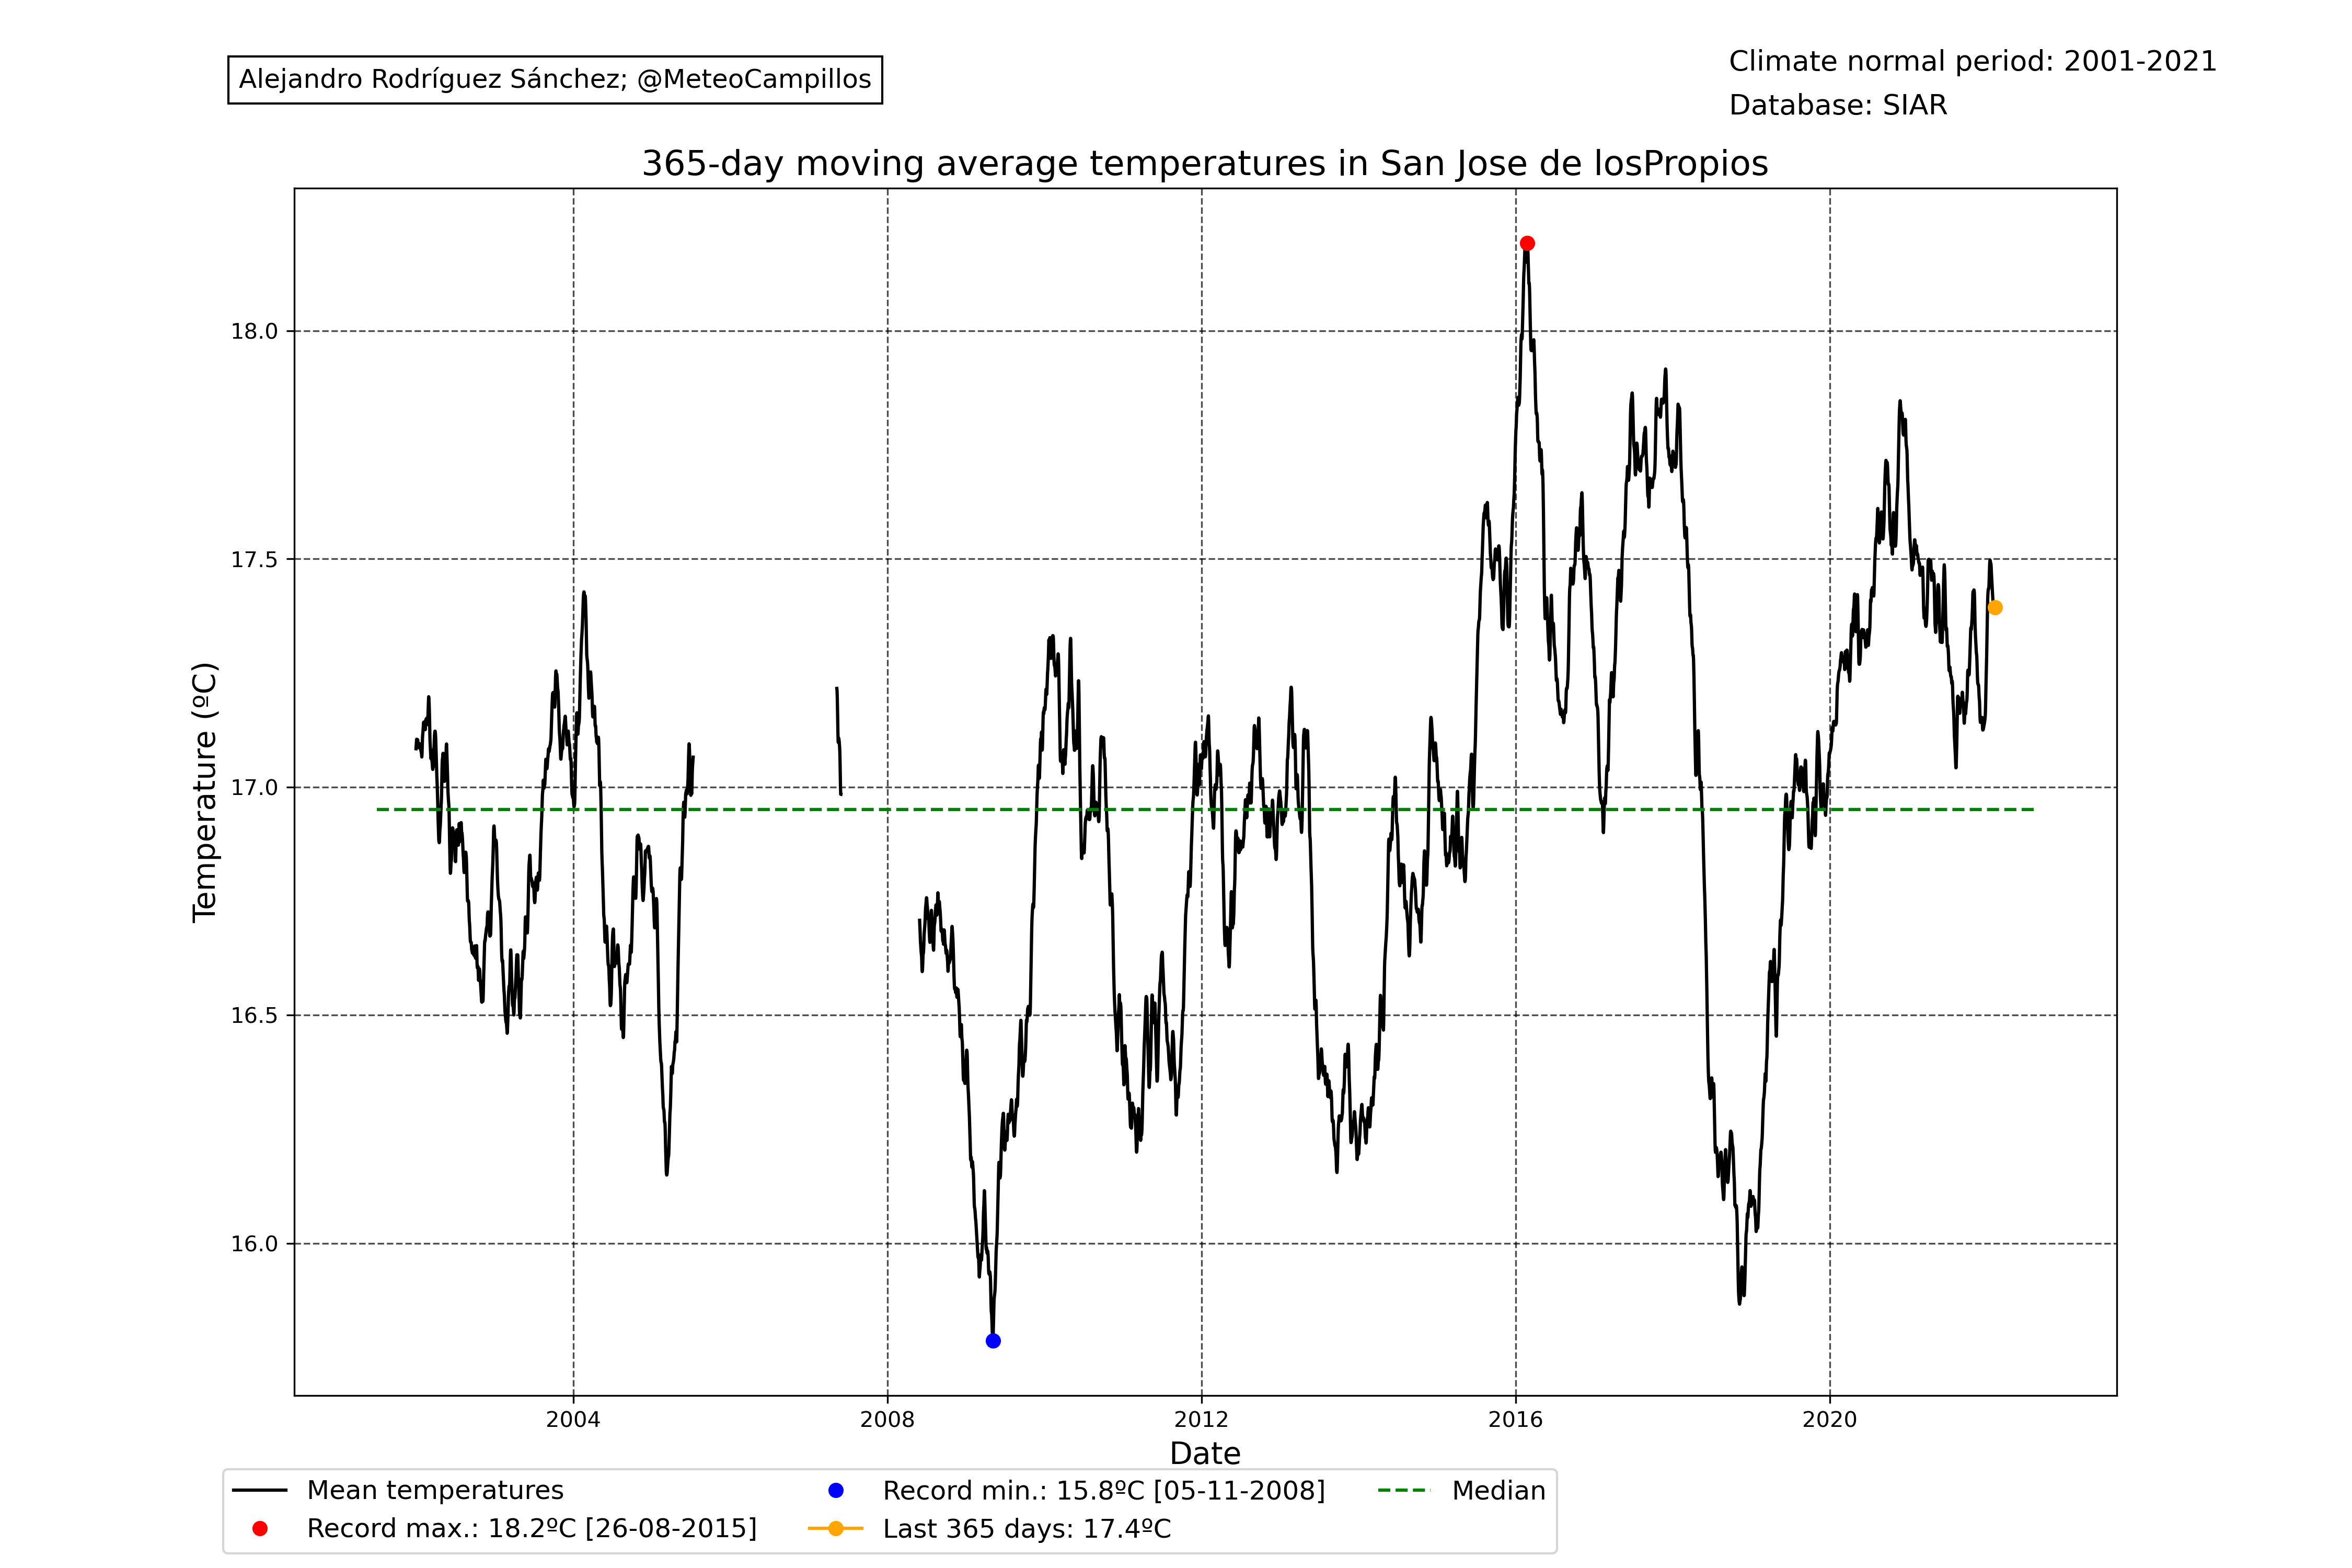 Alejandro Rodríguez Sánchez; @MeteoCampillos
Climate normal period: 2001-2021
Database: SIAR
365-day moving average temperatures in San Jose de losPropios
18.0
17.5
17.0
16.5
16.0
Temperature (ºC)
2004 2008 2012 2016 2020
Date
Mean temperatures
Record max.: 18.2ºC [26-08-2015]
Record min.: 15.8ºC [05-11-2008]
Last 365 days: 17.4ºC
Median